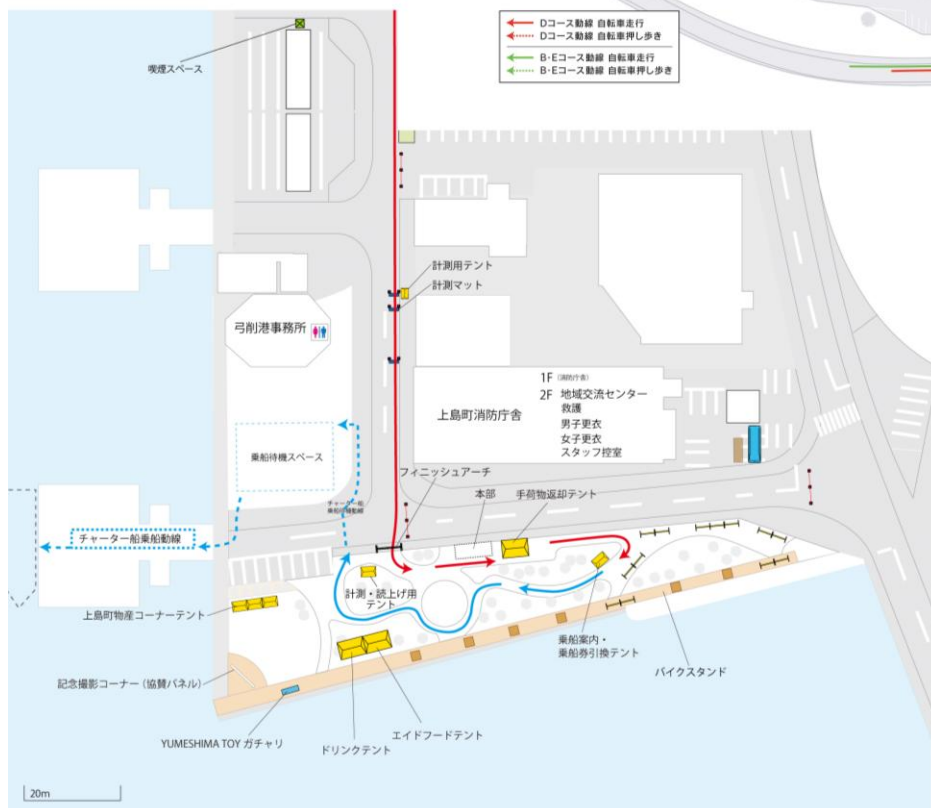 Dコース動線 自転車走行
Dコース動線 自転車押し歩き
B・Eコース動線 自転車走行
B・Eコース動線 自転車押し歩き
喫煙スペース
計測用テント
計測マット
弓削港事務所
1F (消防庁舎)
2F 地域交流センター
救護
男子更衣
女子更衣
スタッフ控室
上島町消防庁舎
乗船待機スペース
フィニッシュアーチ
本部
手荷物返却テント
チャーター船
チャーター船乗船動線
計測・読上げ用
テント
上島町物産コーナーテント
乗船案内・
乗船券引換テント
バイクスタンド
記念撮影コーナー（協賛パネル）
YUMESHIMA TOY ガチャリ
ドリンクテント
エイドフードテント
20m